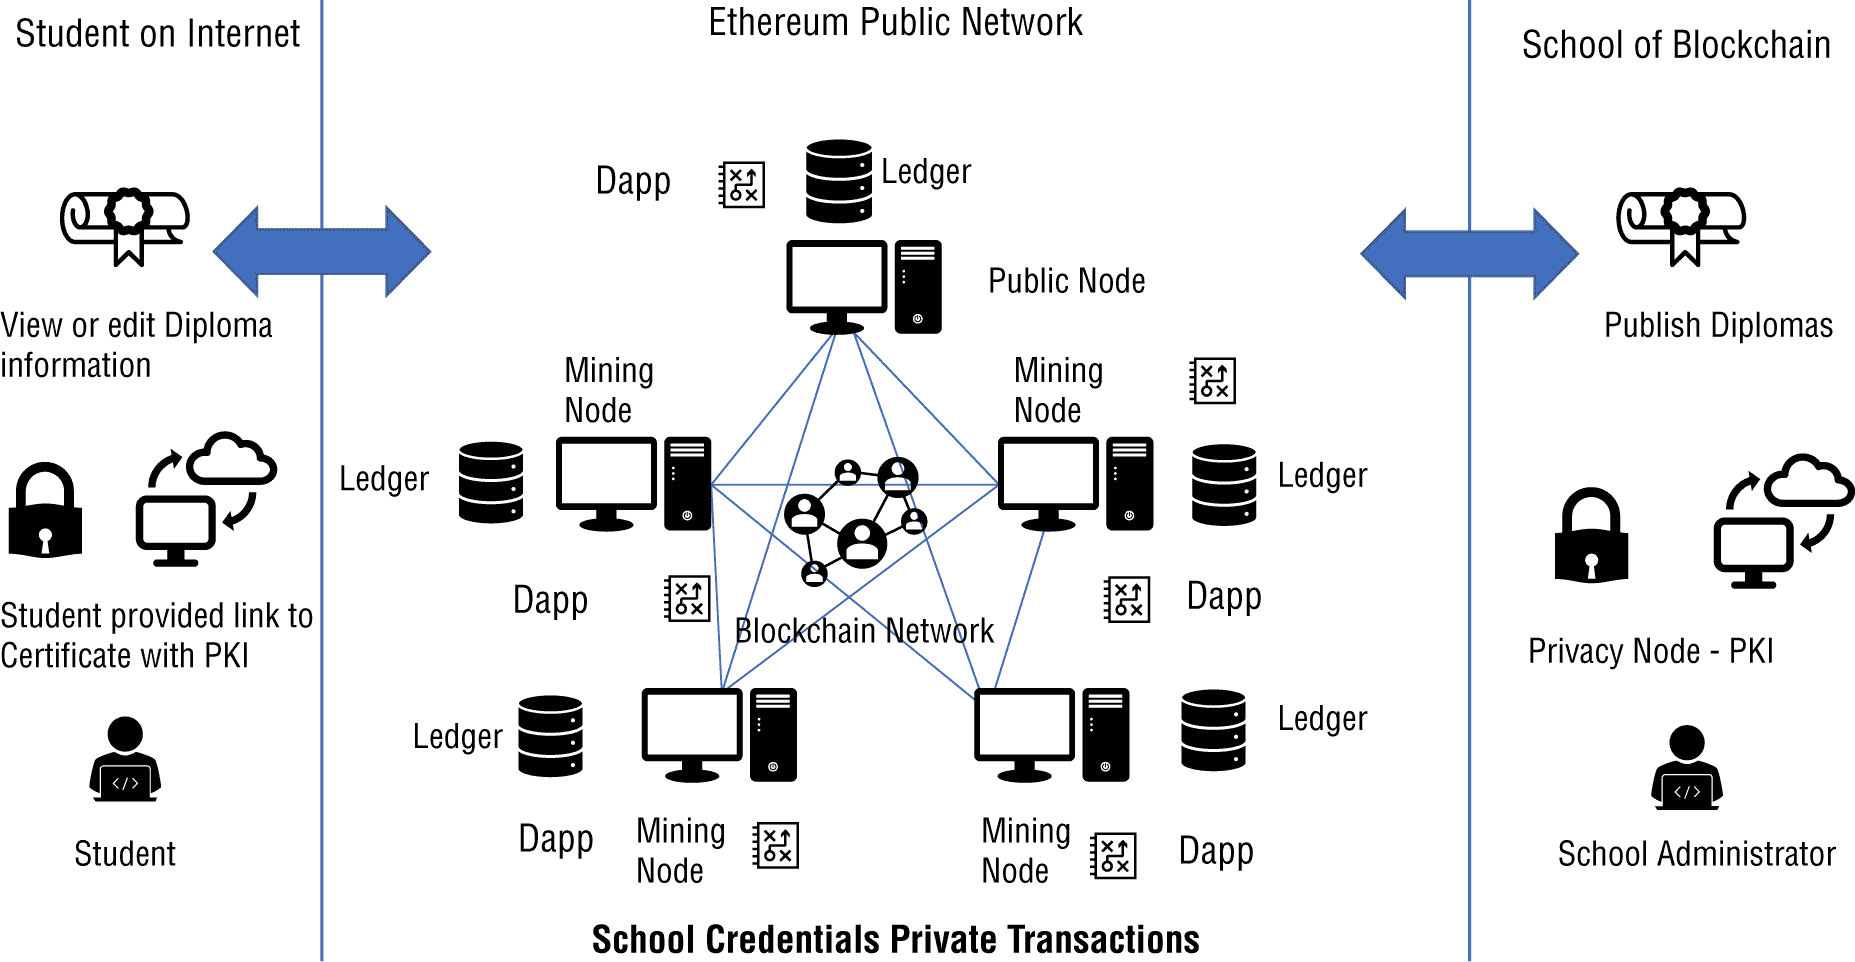 Student on Internet
Ethereum Public Network
School of Blockchain
Dapp
Ledger
Public Node
View or edit Diploma
information
Publish Diplomas
Mining
Node
Mining
Node
Ledger
Ledger
Dapp
Dapp
Blockchain Network
Student provided link to
Certificate with PKI
Privacy Node - PKI
Ledger
Ledger
Dapp
Mining
Node
Mining
Node
Dapp
Student
School Administrator
School Credentials Private Transactions